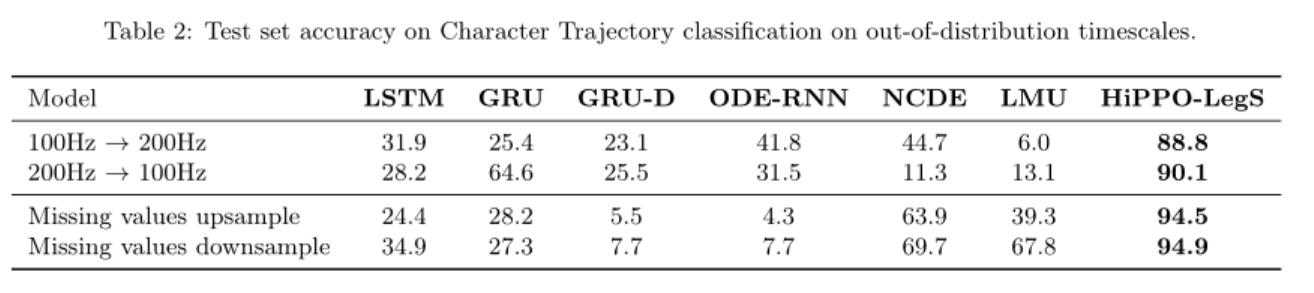 Table 2: Test set accuracy on Character Trajectory classification on out-of-distribution timescales.
Model LSTM GRU GRU-D ODE-RNN NCDE LMU HiPPO-LegS
100Hz → 200Hz 31.9 25.4 23.1 41.8 44.7 6.0 88.8
200Hz → 100Hz 28.2 64.6 25.5 31.5 11.3 13.1 90.1
Missing values upsample 24.4 28.2 5.5 4.3 63.9 39.3 94.5
Missing values downsample 34.9 27.3 7.7 7.7 69.7 67.8 94.9